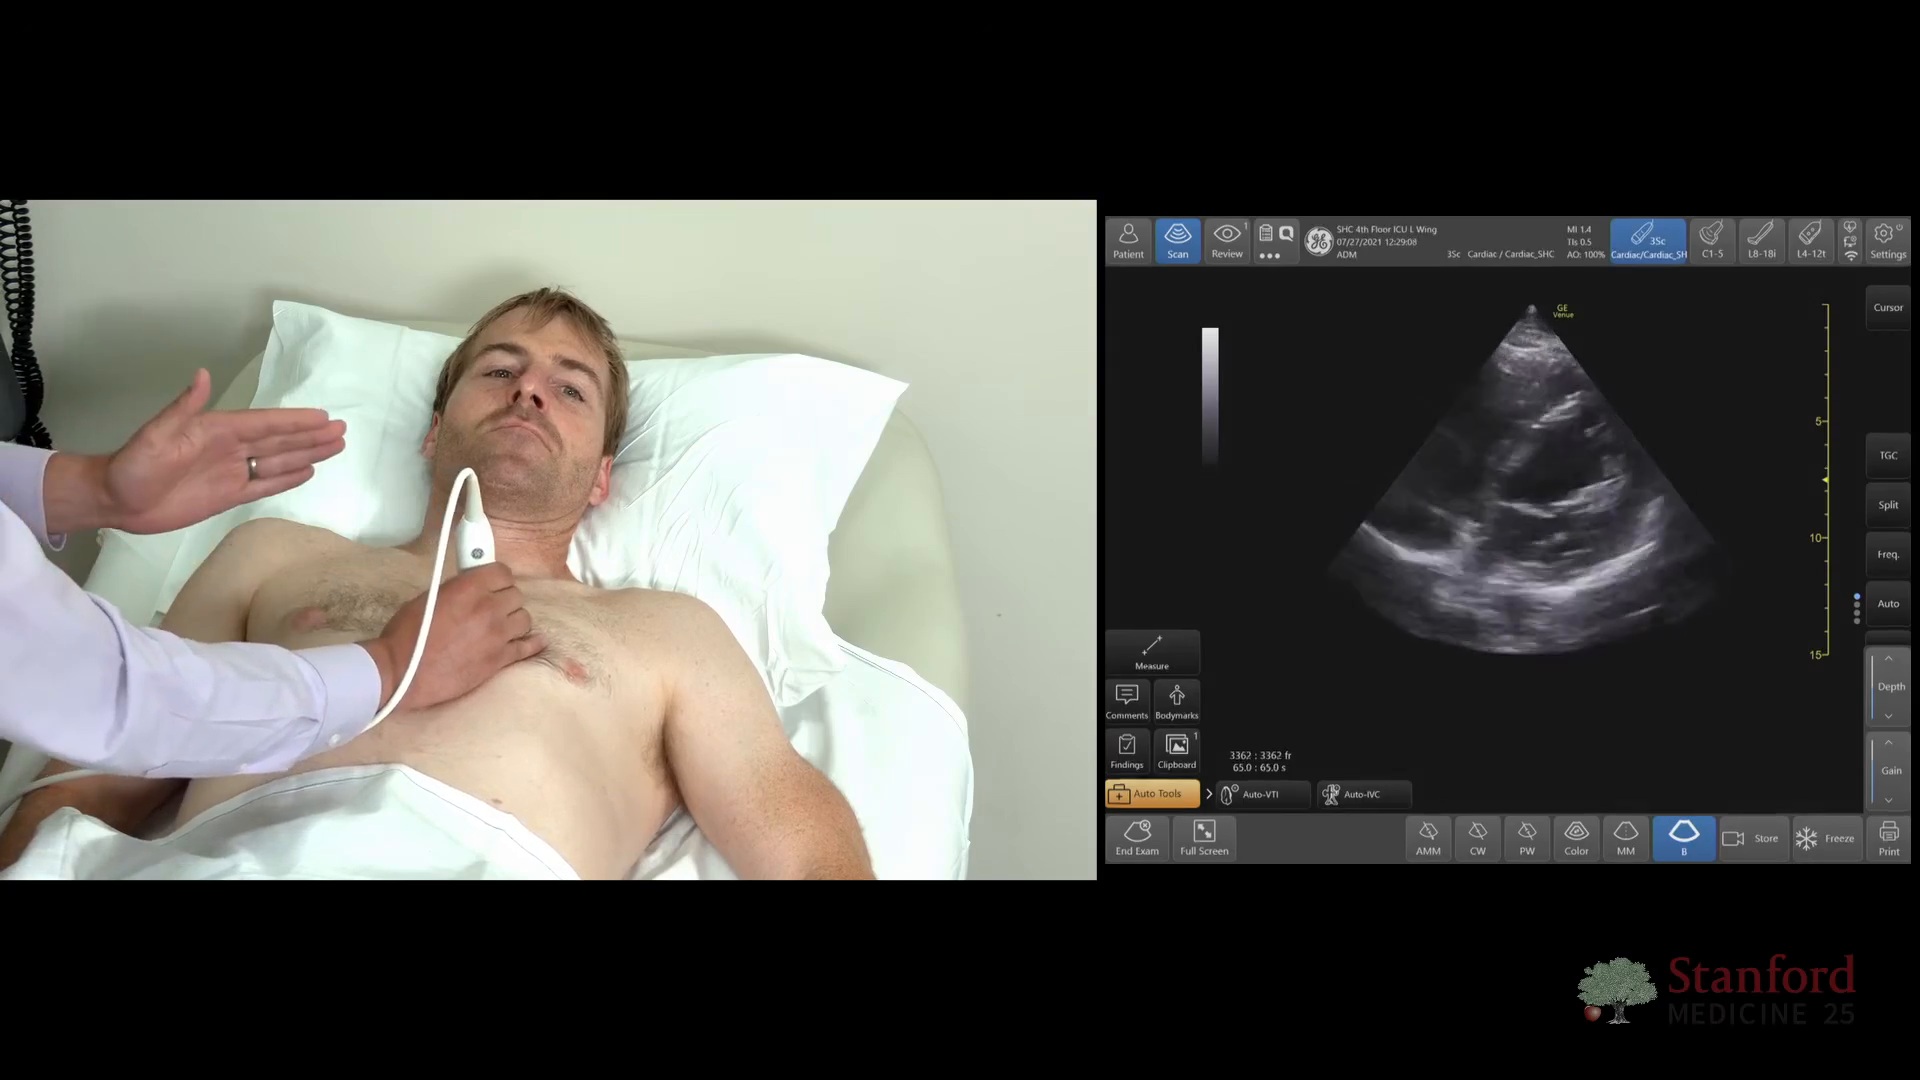 Patient
Scan
Review
1
SHC 4th Floor ICU L Wing
07/27/2021 12:29:08
ADM
3Sc Cardiac / Cardiac_SHC
MI 1.4
TIs 0.5
AO: 100%
3Sc
Cardiac/Cardiac_SH
C1-5
L8-18i
L4-12t
Settings
GE
Venue
Cursor
5
TGC
Split
10
Freq.
Auto
15
Measure
Depth
Comments
Bodymarks
Findings
Clipboard
1
3362 : 3362 fr
65.0 : 65.0 s
Gain
Auto Tools
Auto-VTI
Auto-IVC
End Exam
Full Screen
AMM
CW
PW
Color
MM
B
Store
Freeze
Print
Stanford
MEDICINE 25